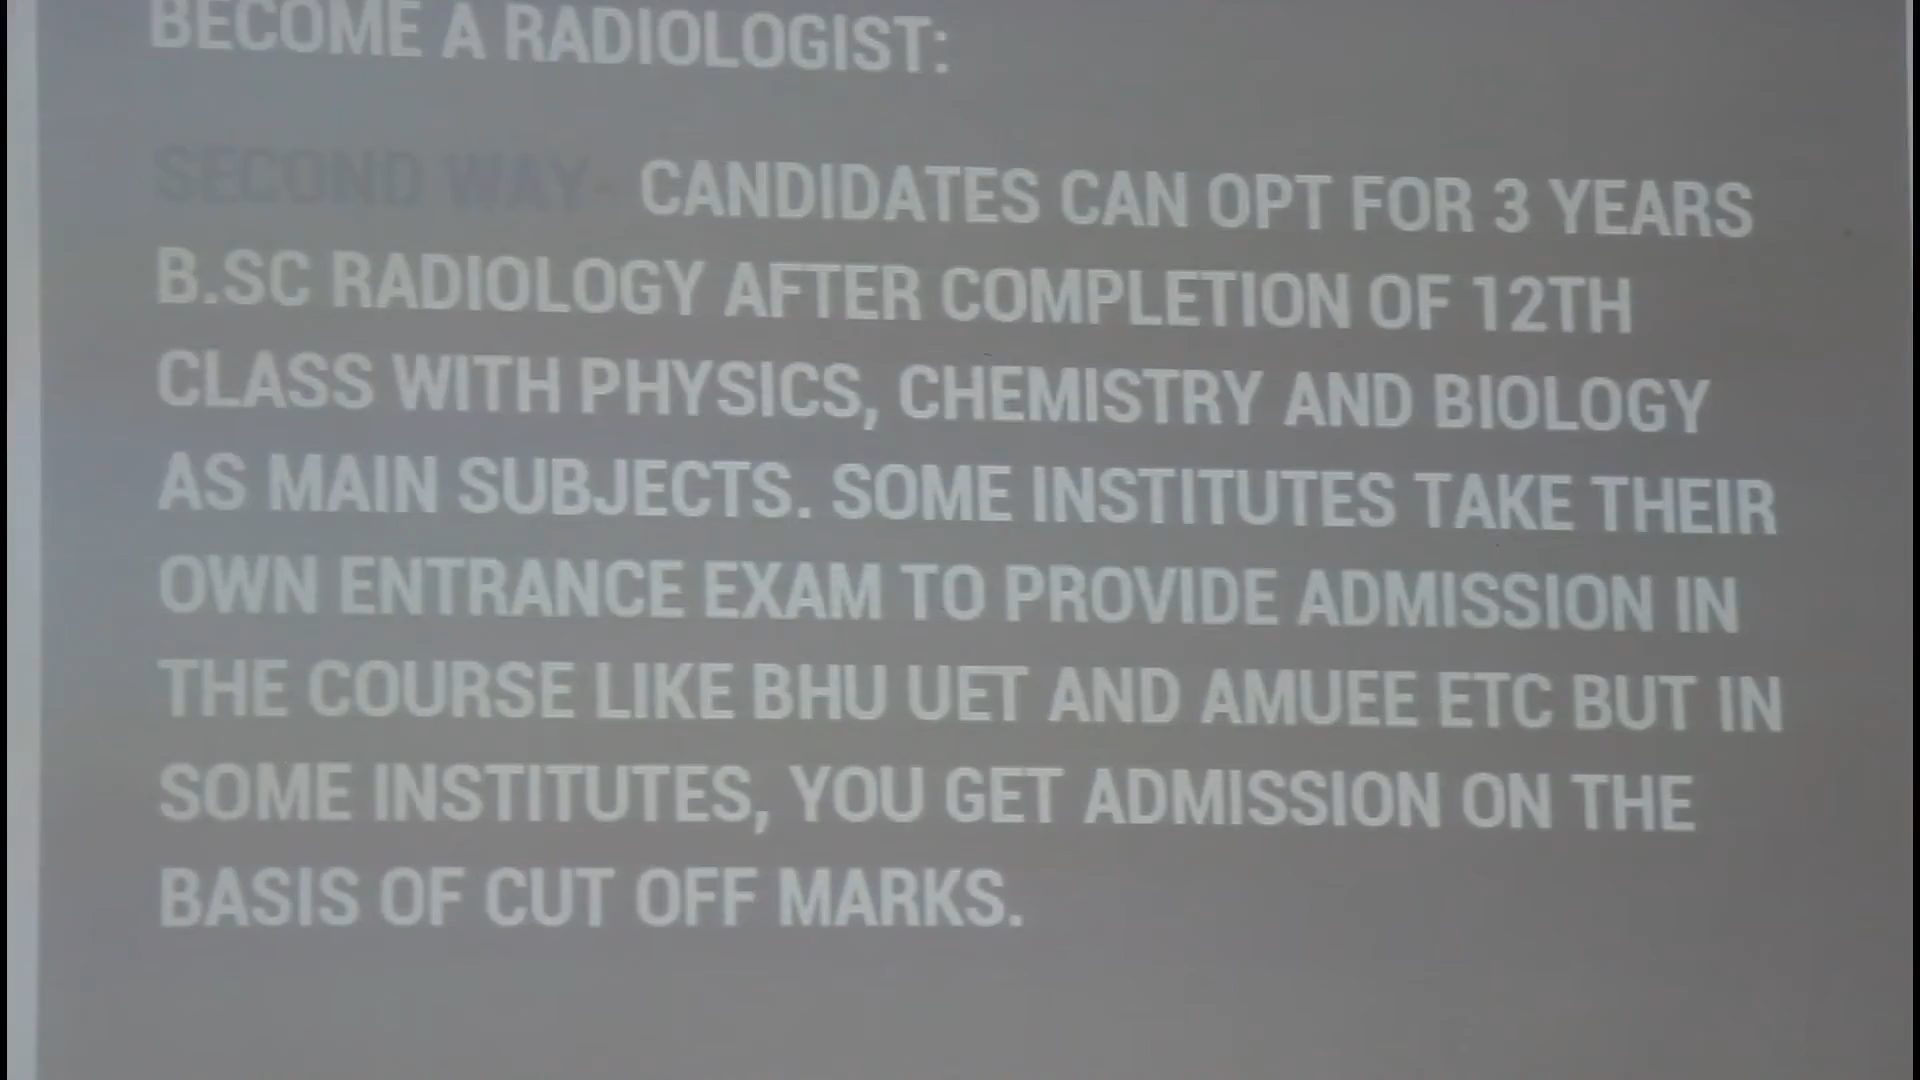 BECOME A RADIOLOGIST:
SECOND WAY- CANDIDATES CAN OPT FOR 3 YEARS
B.SC RADIOLOGY AFTER COMPLETION OF 12TH
CLASS WITH PHYSICS, CHEMISTRY AND BIOLOGY
AS MAIN SUBJECTS. SOME INSTITUTES TAKE THEIR
OWN ENTRANCE EXAM TO PROVIDE ADMISSION IN
THE COURSE LIKE BHU UET AND AMUEE ETC BUT IN
SOME INSTITUTES, YOU GET ADMISSION ON THE
BASIS OF CUT OFF MARKS.